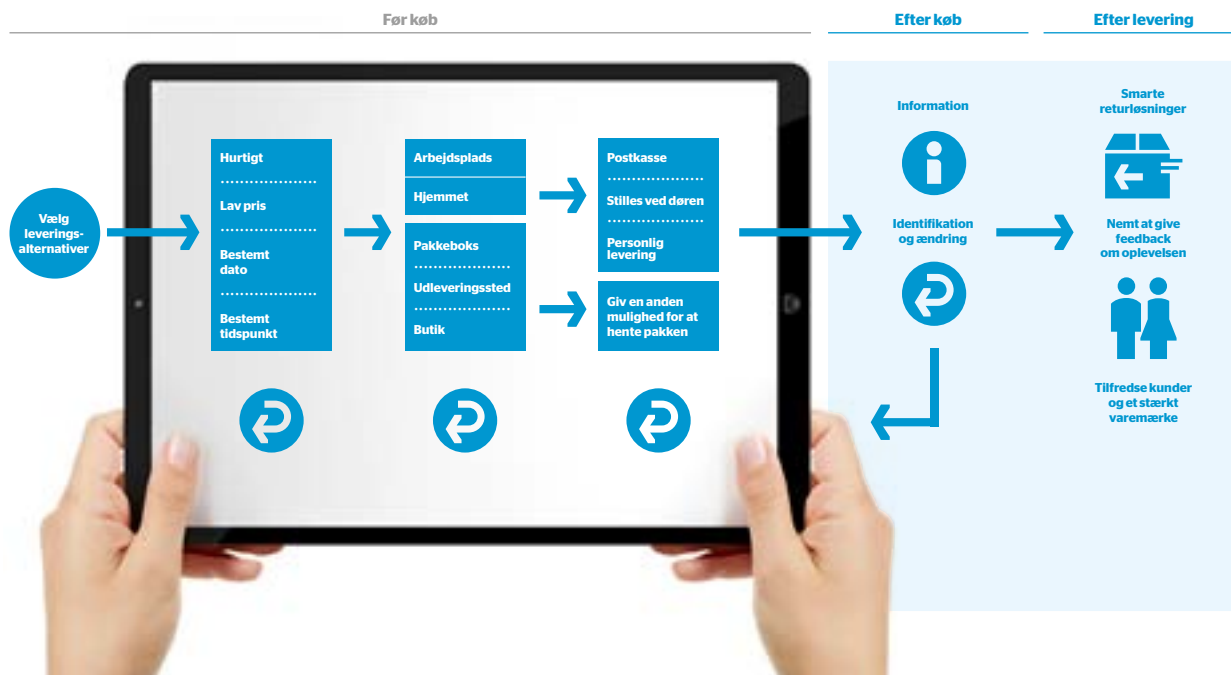 Før køb
Efter køb
Efter levering
Vælg
leverings-
alternativer
Hurtigt
Lav pris
Bestemt
dato
Bestemt
tidspunkt
Arbejdsplads
Hjemmet
Pakkeboks
Udleveringssted
Butik
Postkasse
Stilles ved døren
Personlig
levering
Giv en anden
mulighed for at
hente pakken
Information
Identifikation
og ændring
Smarte
returløsninger
Nemt at give
feedback
om oplevelsen
Tilfredse kunder
og et stærkt
varemærke